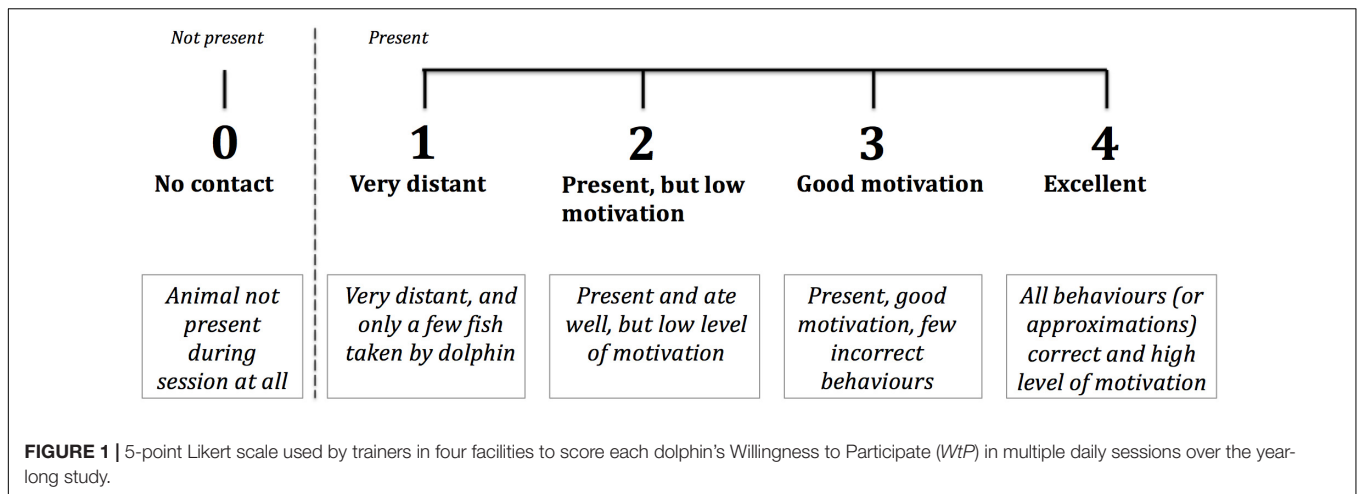 Not present
Present
0
1
2
3
4
No contact
Very distant
Present, but low
motivation
Good motivation
Excellent
Animal not
present
during
session at all
Very distant, and
only a few fish
taken by dolphin
Present and ate
well, but low level
of motivation
Present, good
motivation, few
incorrect
behaviours
All behaviours (or
approximations)
correct and high
level of motivation
FIGURE 1 | 5-point Likert scale used by trainers in four facilities to score each dolphin’s Willingness to Participate (WtP) in multiple daily sessions over the year-
long study.